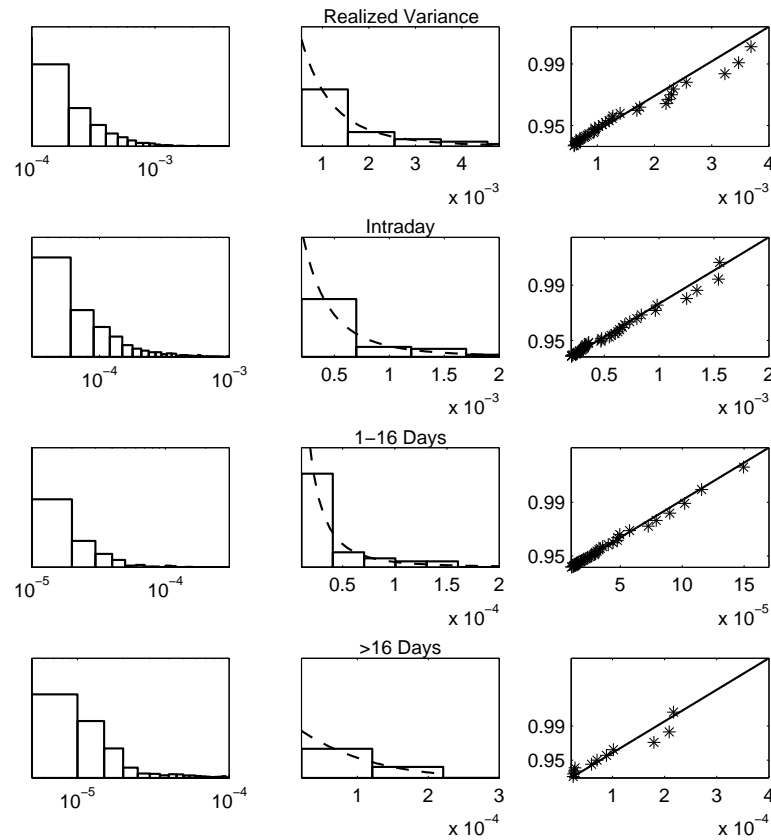 Realized Variance
0.99
0.95
10⁻⁴ 10⁻³
1 2 3 4
x 10⁻³
1 2 3 4
x 10⁻³
Intraday
0.99
0.95
10⁻⁴ 10⁻³
0.5 1 1.5 2
x 10⁻³
0.5 1 1.5 2
x 10⁻³
1−16 Days
0.99
0.95
10⁻⁵ 10⁻⁴
0.5 1 1.5 2
x 10⁻⁴
5 10 15
x 10⁻⁵
>16 Days
0.99
0.95
10⁻⁵ 10⁻⁴
1 2 3
x 10⁻⁴
0 1 2 3 4
x 10⁻⁴